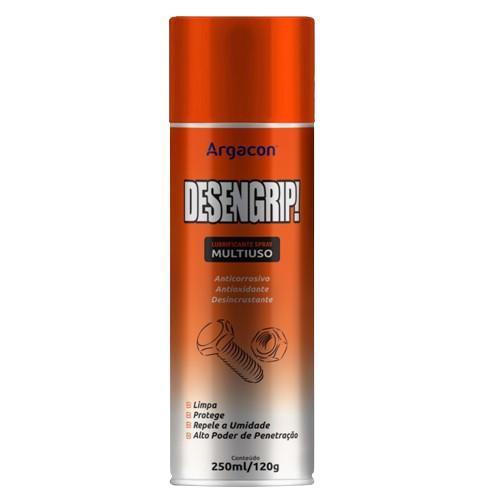 Argacon
DESENGRIP!
LUBRIFICANTE SPRAY
MULTIUSO
Anticorrosivo
Antioxidante
Desincrustante
Limpa
Protege
Repele a Umidade
Alto Poder de Penetração
Conteúdo
250ml/120g